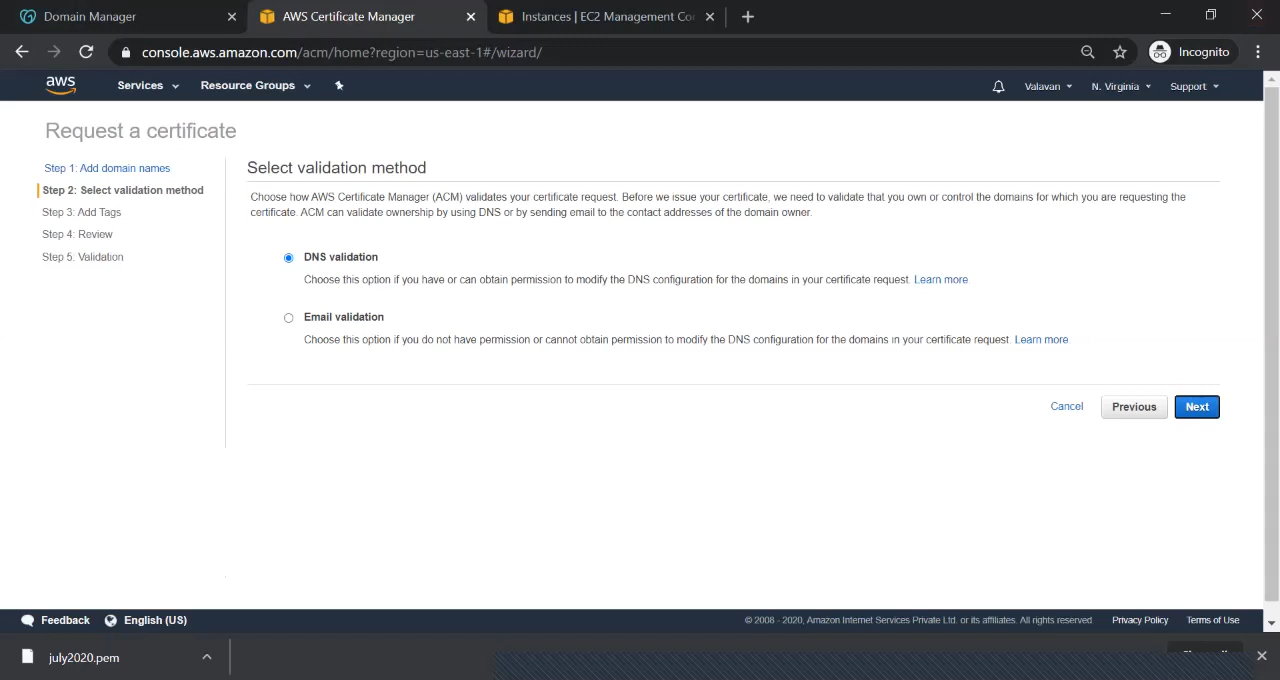 Domain Manager
AWS Certificate Manager
Instances | EC2 Management Co
console.aws.amazon.com/acm/home?region=us-east-1#/wizard/
Incognito
aws
Services
Resource Groups
Valavan
N. Virginia
Support
Request a certificate
Step 1: Add domain names
Step 2: Select validation method
Step 3: Add Tags
Step 4: Review
Step 5: Validation
Select validation method
Choose how AWS Certificate Manager (ACM) validates your certificate request. Before we issue your certificate, we need to validate that you own or control the domains for which you are requesting the
certificate. ACM can validate ownership by using DNS or by sending email to the contact addresses of the domain owner.
DNS validation
Choose this option if you have or can obtain permission to modify the DNS configuration for the domains in your certificate request. Learn more.
Email validation
Choose this option if you do not have permission or cannot obtain permission to modify the DNS configuration for the domains in your certificate request. Learn more.
Cancel
Previous
Next
Feedback
English (US)
© 2008 - 2020, Amazon Internet Services Private Ltd. or its affiliates. All rights reserved.
Privacy Policy
Terms of Use
july2020.pem